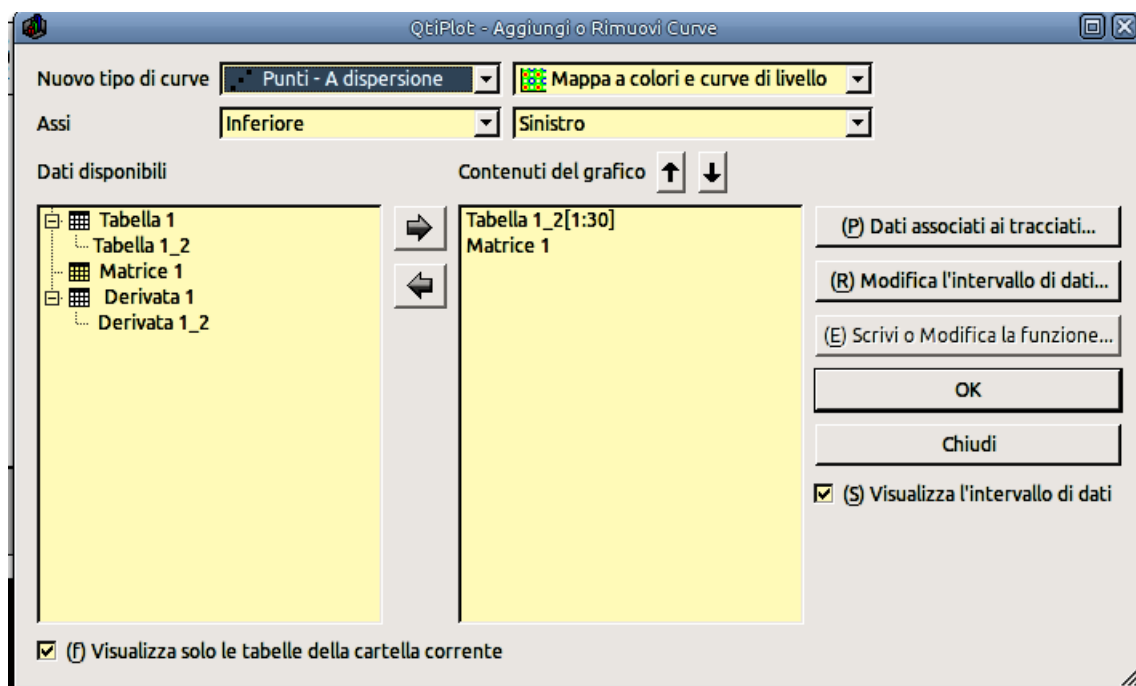 QtiPlot - Aggiungi o Rimuovi Curve
Nuovo tipo di curve Punti - A dispersione Mappa a colori e curve di livello
Assi Inferiore Sinistro
Dati disponibili Contenuti del grafico
Tabella 1
Tabella 1_2
Matrice 1
Derivata 1
Derivata 1_2
Tabella 1_2[1:30]
Matrice 1
(P) Dati associati ai tracciati...
(R) Modifica l'intervallo di dati...
(E) Scrivi o Modifica la funzione...
OK
Chiudi
(S) Visualizza l'intervallo di dati
(f) Visualizza solo le tabelle della cartella corrente